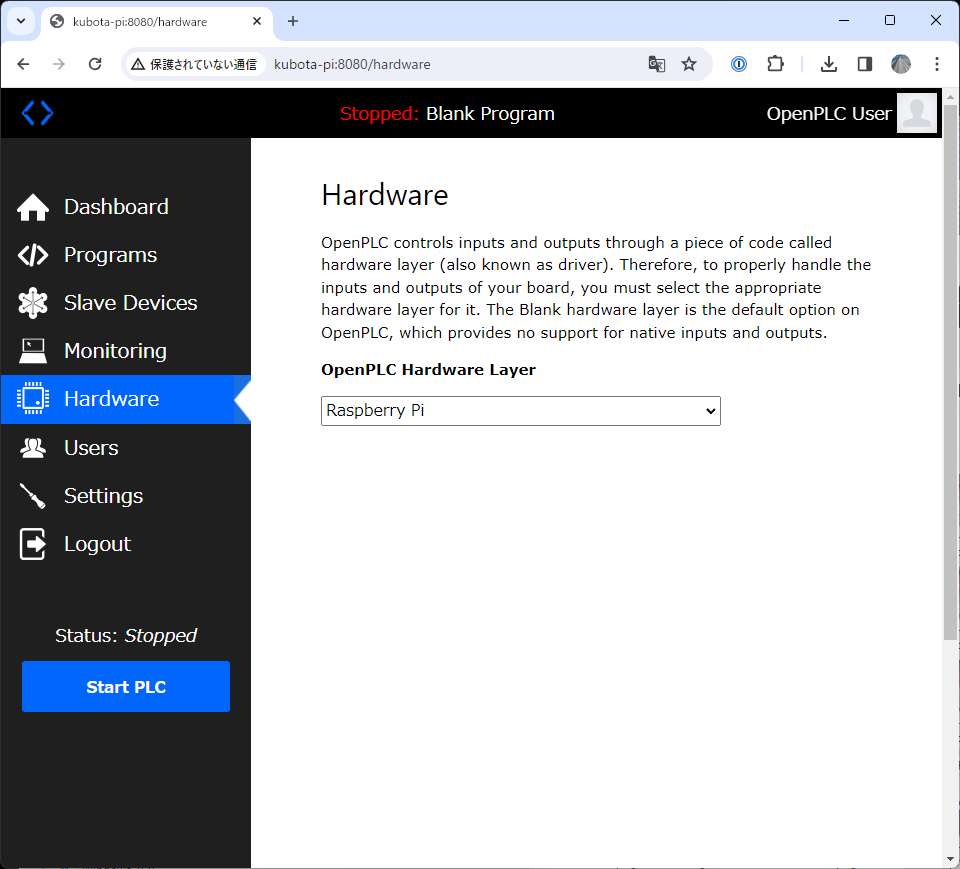 kubota-pi:8080/hardware
保護されていない通信 kubota-pi:8080/hardware
Stopped: Blank Program
OpenPLC User
Dashboard
Programs
Slave Devices
Monitoring
Hardware
Users
Settings
Logout
Status: Stopped
Start PLC
Hardware
OpenPLC controls inputs and outputs through a piece of code called
hardware layer (also known as driver). Therefore, to properly handle the
inputs and outputs of your board, you must select the appropriate
hardware layer for it. The Blank hardware layer is the default option on
OpenPLC, which provides no support for native inputs and outputs.
OpenPLC Hardware Layer
Raspberry Pi